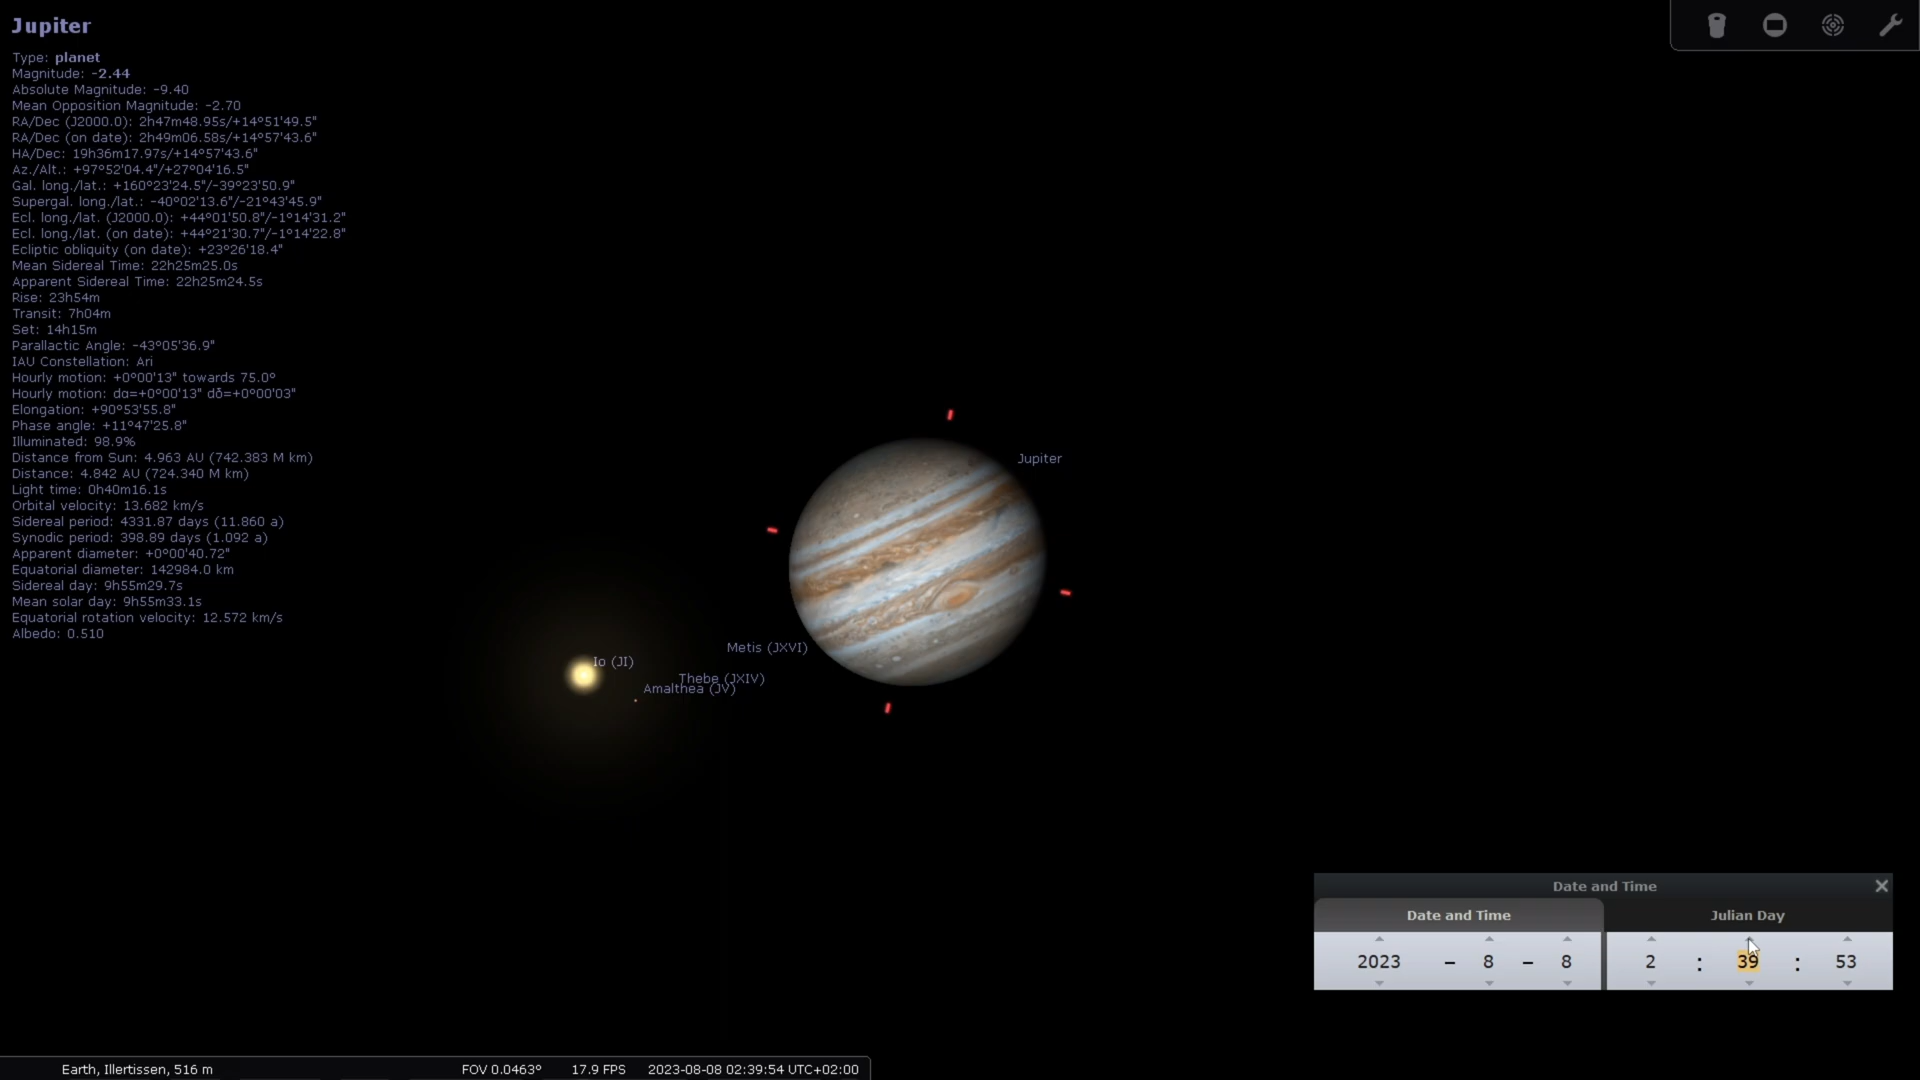 Jupiter
Type: planet
Magnitude: -2.44
Absolute Magnitude: -9.40
Mean Opposition Magnitude: -2.70
RA/Dec (J2000.0): 2h47m48.95s/+14°51'49.5"
RA/Dec (on date): 2h49m06.58s/+14°57'43.6"
HA/Dec: 19h36m17.97s/+14°57'43.6"
Az./Alt.: +97°52'04.4"/+27°04'16.5"
Gal. long./lat.: +160°23'24.5"/-39°23'50.9"
Supergal. long./lat.: -40°02'13.6"/-21°43'45.9"
Ecl. long./lat. (J2000.0): +44°01'50.8"/-1°14'31.2"
Ecl. long./lat. (on date): +44°21'30.7"/-1°14'22.8"
Ecliptic obliquity (on date): +23°26'18.4"
Mean Sidereal Time: 22h25m25.0s
Apparent Sidereal Time: 22h25m24.5s
Rise: 23h54m
Transit: 7h04m
Set: 14h15m
Parallactic Angle: -43°05'36.9"
IAU Constellation: Ari
Hourly motion: +0°00'13" towards 75.0°
Hourly motion: dα=+0°00'13" dδ=+0°00'03"
Elongation: +90°53'55.8"
Phase angle: +11°47'25.8"
Illuminated: 98.9%
Distance from Sun: 4.963 AU (742.383 M km)
Distance: 4.842 AU (724.340 M km)
Light time: 0h40m16.1s
Orbital velocity: 13.682 km/s
Sidereal period: 4331.87 days (11.860 a)
Synodic period: 398.89 days (1.092 a)
Apparent diameter: +0°00'40.72"
Equatorial diameter: 142984.0 km
Sidereal day: 9h55m29.7s
Mean solar day: 9h55m33.1s
Equatorial rotation velocity: 12.572 km/s
Albedo: 0.510
Jupiter
Metis (JXVI)
Io (JI)
Thebe (JXIV)
Amalthea (JV)
Date and Time
Date and Time Julian Day
2023 - 8 - 8 2 : 39 : 53
Earth, Illertissen, 516 m FOV 0.0463° 17.9 FPS 2023-08-08 02:39:54 UTC+02:00